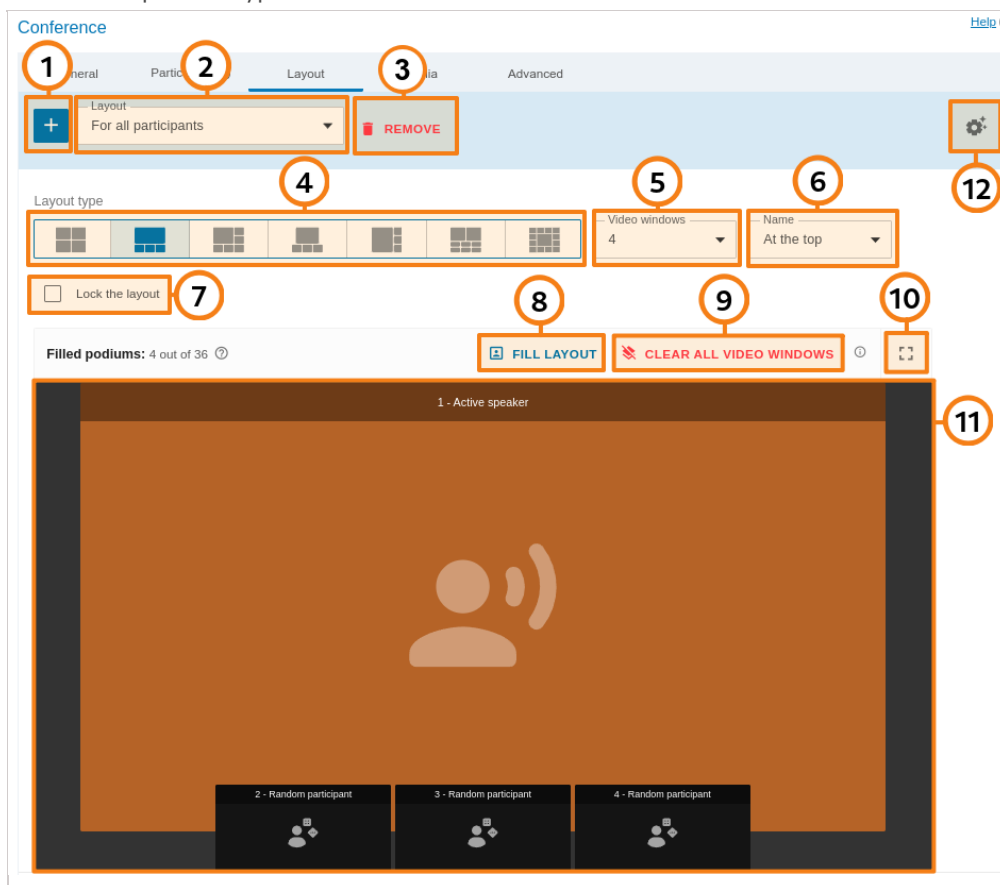 Conference
Help
1
2
3
Layout
Advanced
Layout
For all participants
REMOVE
12
4
5
6
Layout type
Video windows
4
Name
At the top
Lock the layout
7
8
9
10
Filled podiums: 4 out of 36
FILL LAYOUT
CLEAR ALL VIDEO WINDOWS
1 - Active speaker
11
2 - Random participant
3 - Random participant
4 - Random participant